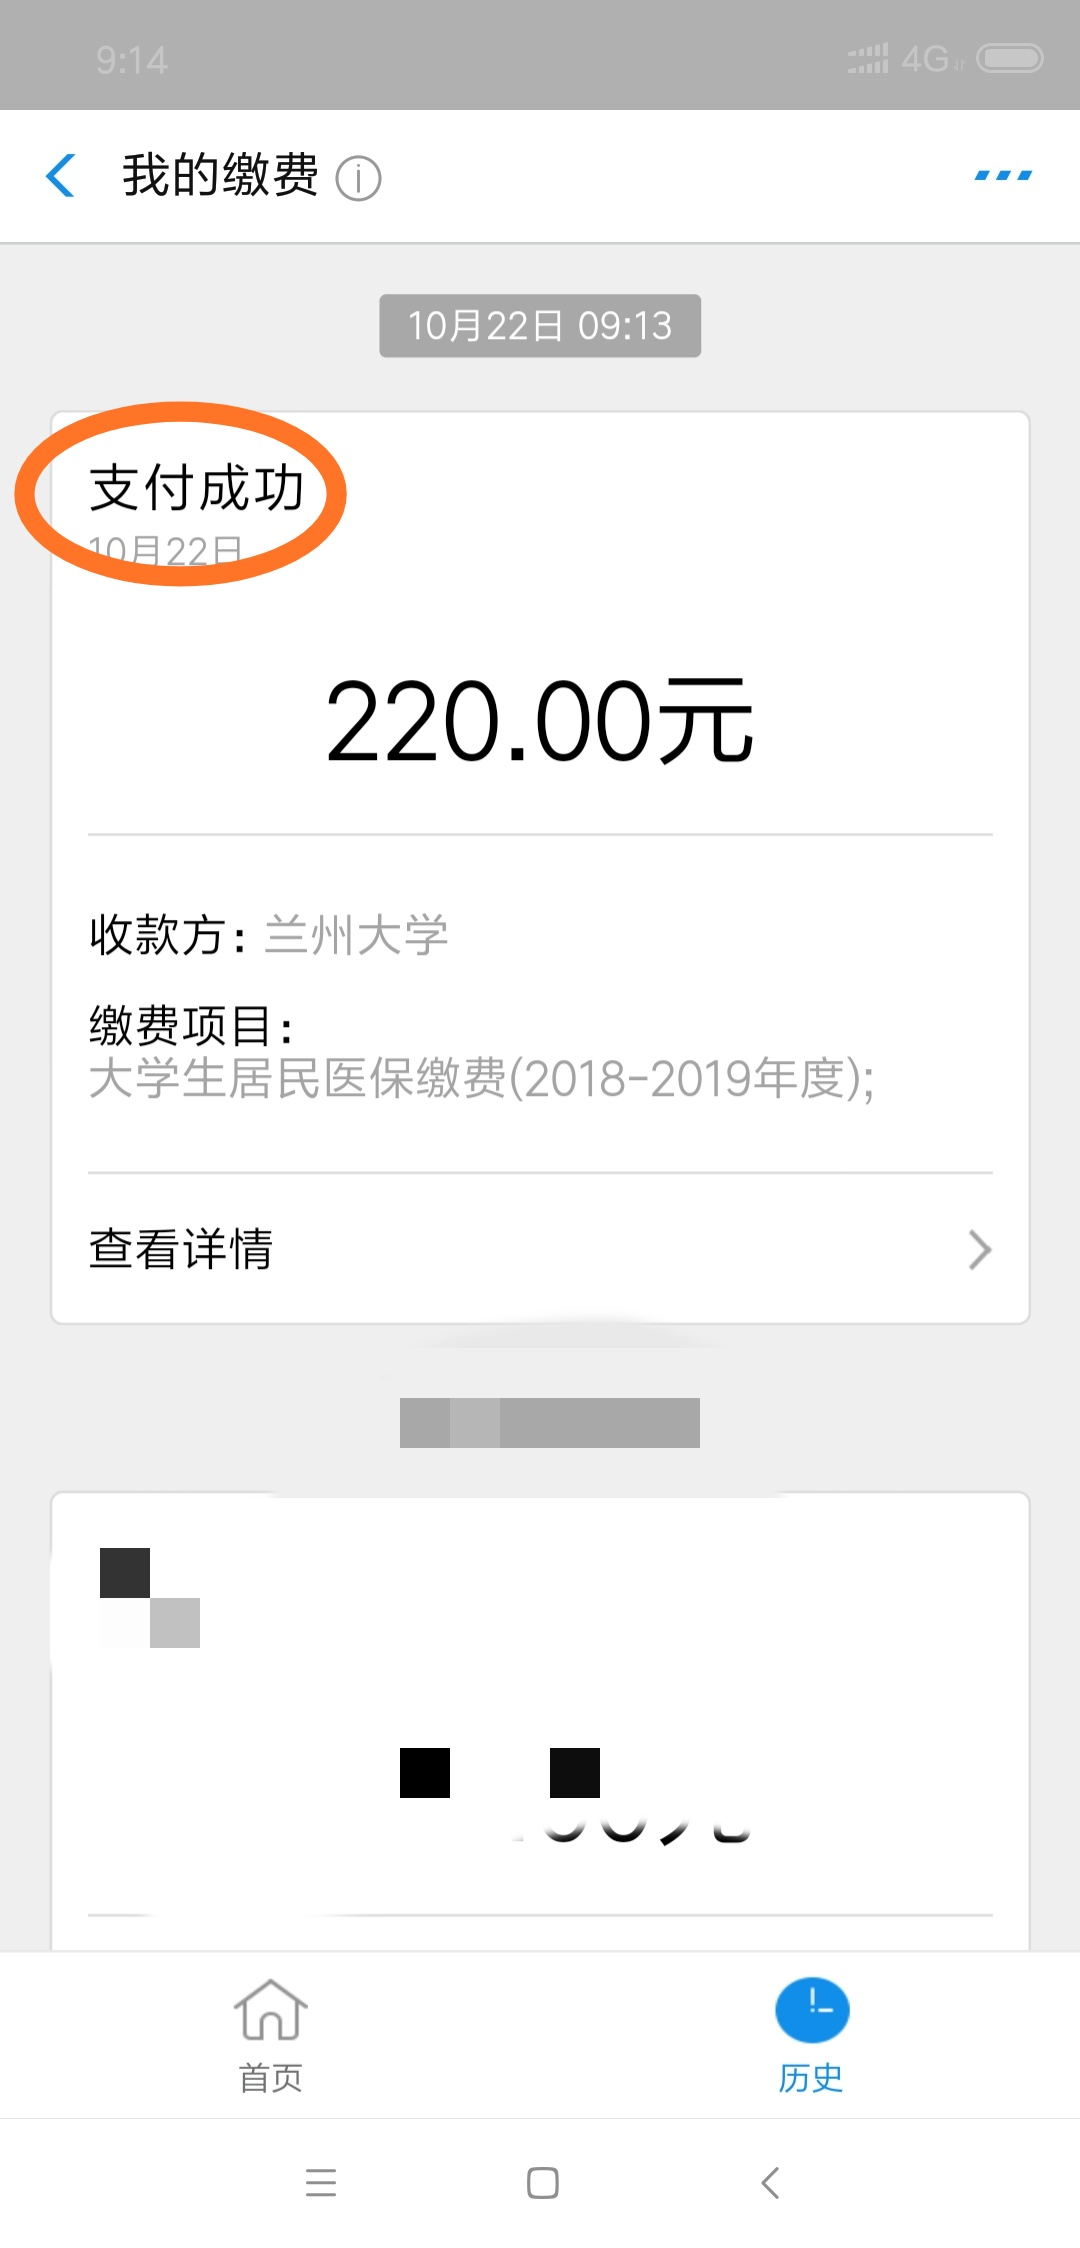 9:14
4G
我的缴费
10月22日 09:13
支付成功
10月22日
220.00元
收款方：兰州大学
缴费项目：
大学生居民医保缴费(2018-2019年度);
查看详情
首页
历史